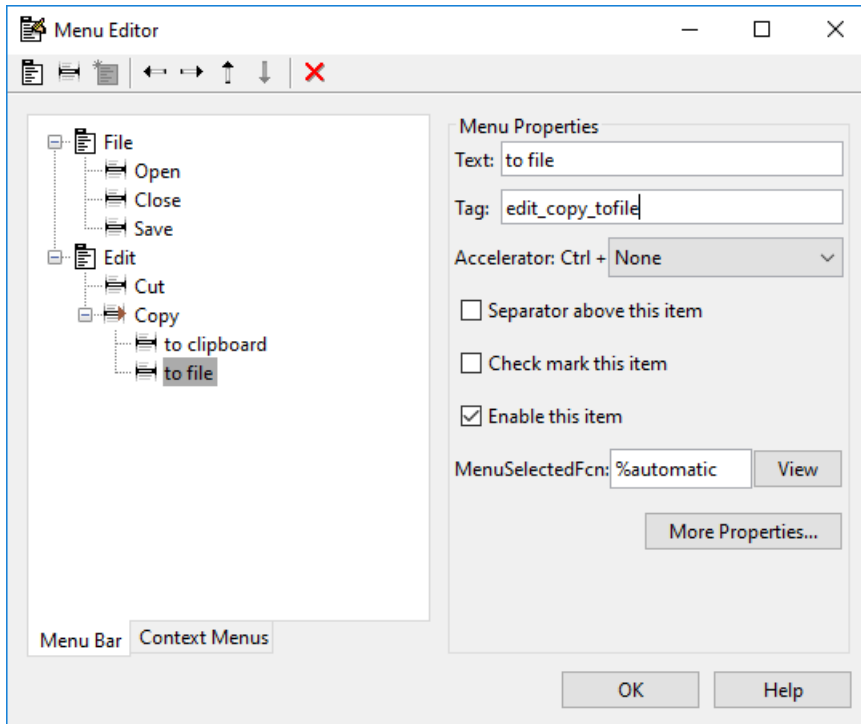 Menu Editor
File
Open
Close
Save
Edit
Cut
Copy
to clipboard
to file
Menu Bar
Context Menus
Menu Properties
Text: to file
Tag: edit_copy_tofile
Accelerator: Ctrl + None
Separator above this item
Check mark this item
Enable this item
MenuSelectedFcn: %automatic View
More Properties...
OK Help